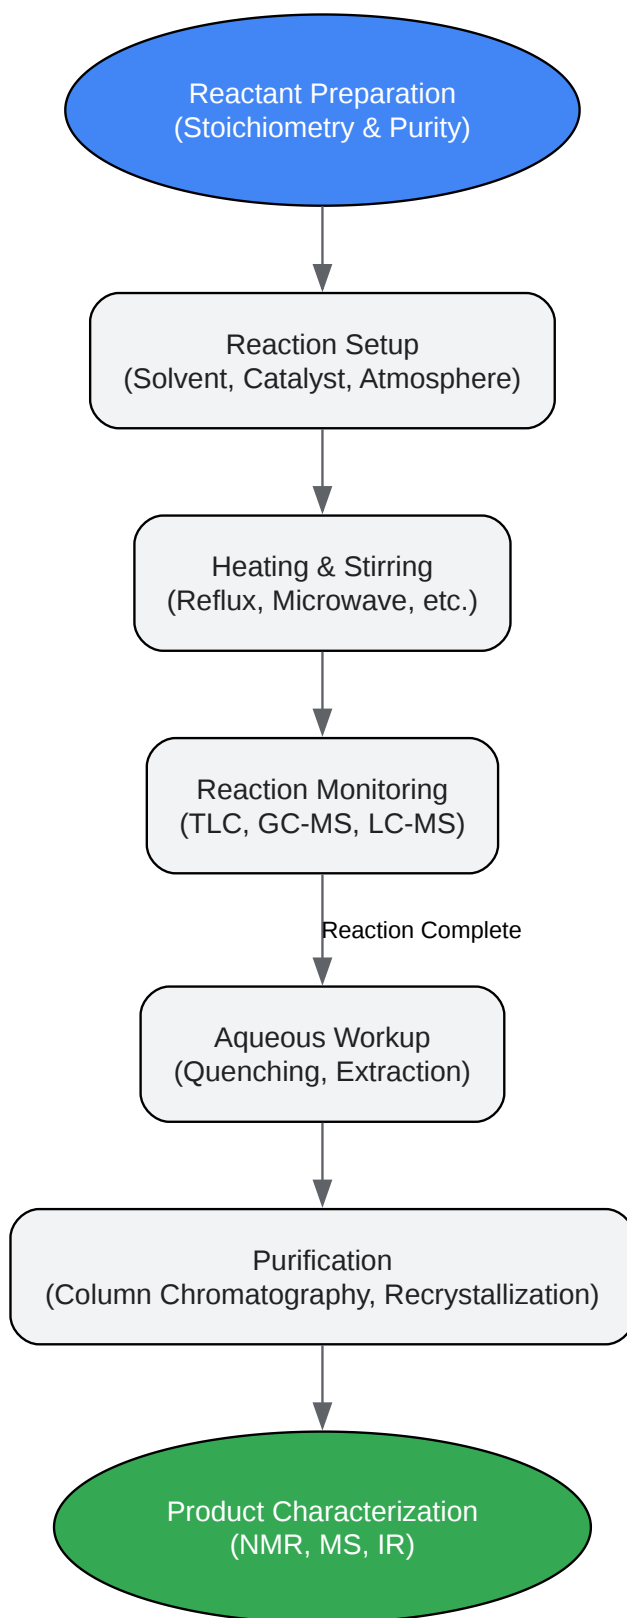 Reactant Preparation
(Stoichiometry & Purity)
Reaction Setup
(Solvent, Catalyst, Atmosphere)
Heating & Stirring
(Reflux, Microwave, etc.)
Reaction Monitoring
(TLC, GC-MS, LC-MS)
Reaction Complete
Aqueous Workup
(Quenching, Extraction)
Purification
(Column Chromatography, Recrystallization)
Product Characterization
(NMR, MS, IR)